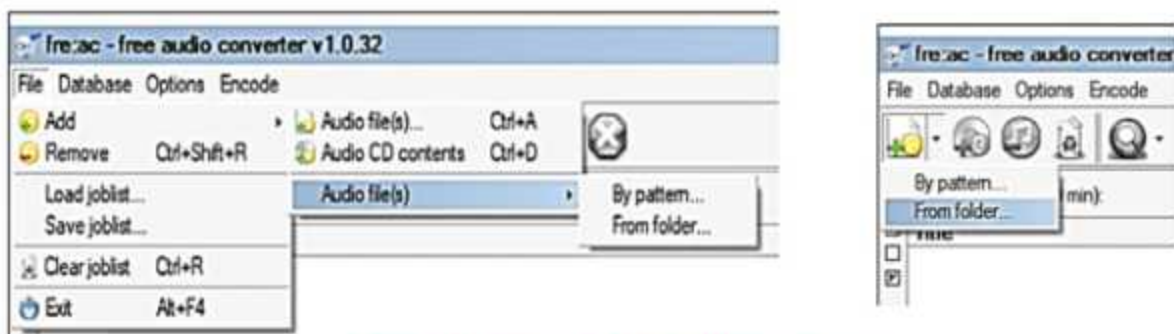 fre:ac - free audio converter v1.0.32
File Database Options Encode
Add
Audio file(s)... Ctrl+A
Remove Ctrl+Shift+R
Audio CD contents Ctrl+D
Load joblist...
Audio file(s)
By pattern...
Save joblist...
From folder...
Clear joblist Ctrl+R
Exit Alt+F4
fre:ac - free audio converter
File Database Options Encode
By pattern...
min):
From folder...
Title